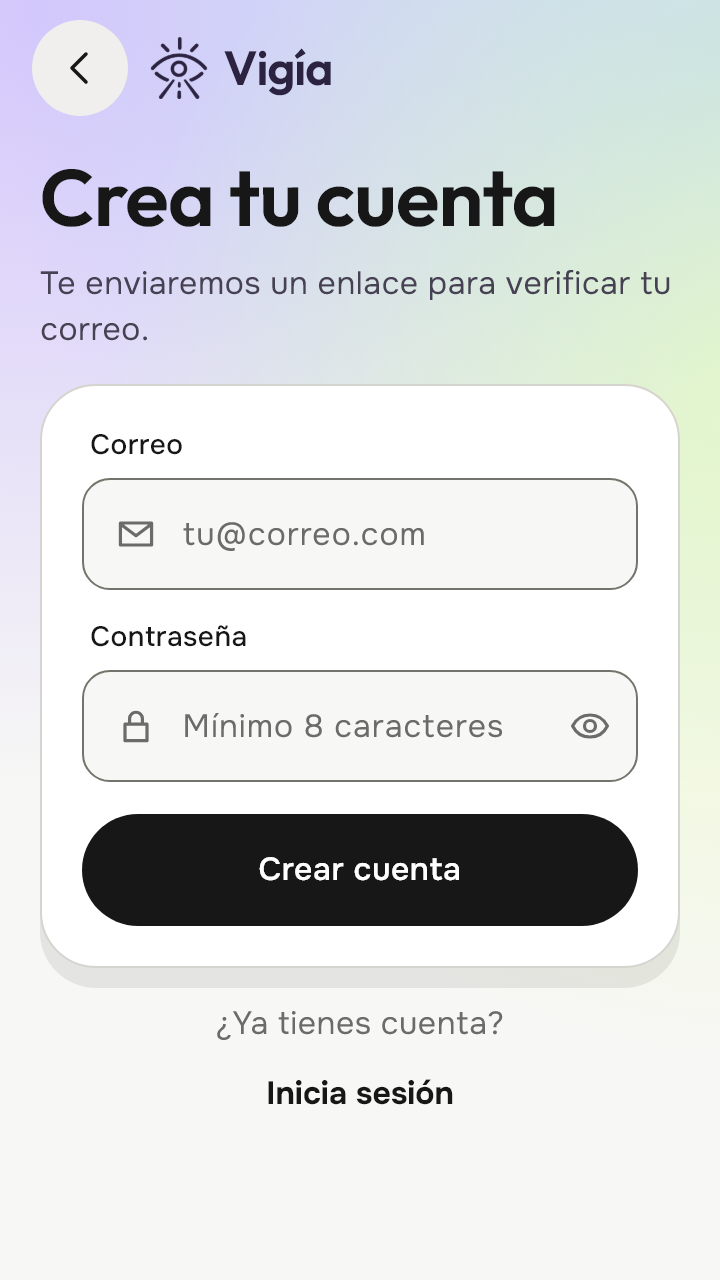 Vigía
Crea tu cuenta
Te enviaremos un enlace para verificar tu
correo.
Correo
tu@correo.com
Contraseña
Mínimo 8 caracteres
Crear cuenta
¿Ya tienes cuenta?
Inicia sesión